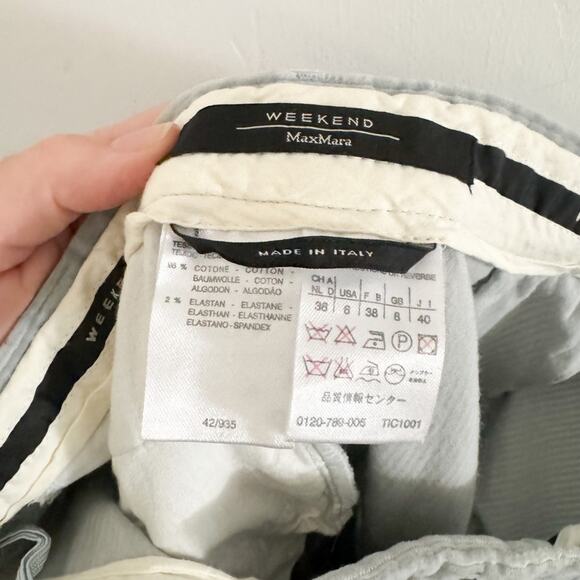 WEEKEND
MaxMara
MADE IN ITALY
WEEKEND
REVERSE
% COTONE - COTTON -
BAUMWOLLE - COTON
ALGODON - ALGODÃO
2 % ELASTAN - ELASTANE -
ELASTHAN - ELASTHANNE
ELASTANO-SPANDEX
42/935
CH A
NL D USA F B GB J I
36 6 38 8 40
P
品質情報センター
0120-789-005 TIC1001